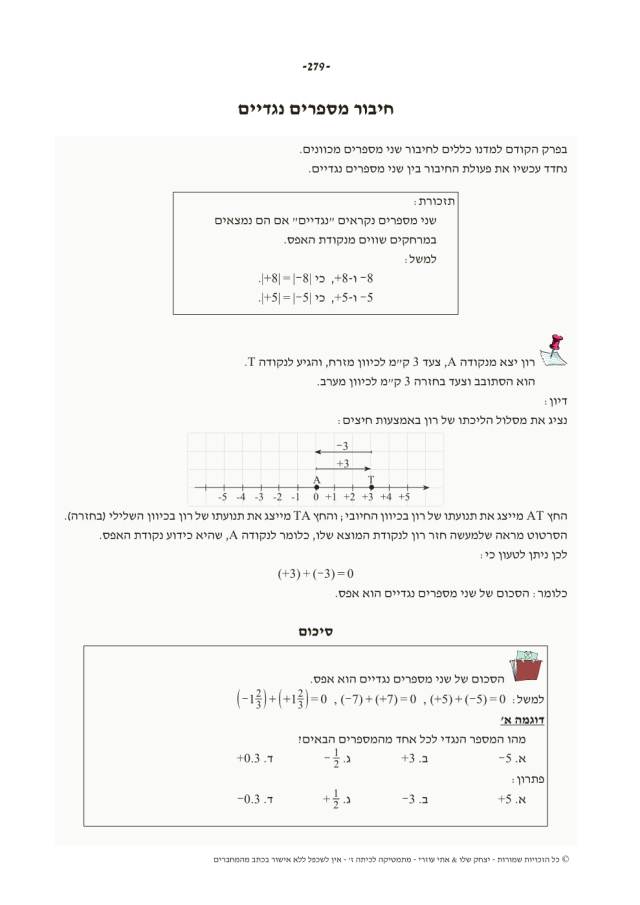 -279-
חיבור מספרים נגדיים
בפרק הקודם למדנו כללים לחיבור שני מספרים מכוונים.
נחדד עכשיו את פעולת החיבור בין שני מספרים נגדיים.
תזכורת:
שני מספרים נקראים "נגדיים" אם הם נמצאים
במרחקים שווים מנקודת האפס.
למשל:
−8 ו-8+, כי |−8| = |+8|.
−5 ו-5+, כי |−5| = |+5|.
רון יצא מנקודה A, צעד 3 ק"מ לכיוון מזרח, והגיע לנקודה T.
הוא הסתובב וצעד בחזרה 3 ק"מ לכיוון מערב.
דיון:
נציג את מסלול הליכתו של רון באמצעות חיצים:
−3
+3
A T
-5 -4 -3 -2 -1 0 +1 +2 +3 +4 +5
החץ AT מייצג את תנועתו של רון בכיוון החיובי; והחץ TA מייצג את תנועתו של רון בכיוון השלילי (בחזרה).
הסרטוט מראה שלמעשה חזר רון לנקודת המוצא שלו, כלומר לנקודה A, שהיא כידוע נקודת האפס.
לכן ניתן לטעון כי:
(+3) + (−3) = 0
כלומר: הסכום של שני מספרים נגדיים הוא אפס.
סיכום
הסכום של שני מספרים נגדיים הוא אפס.
למשל: (+5) + (−5) = 0 , (−7) + (+7) = 0 , (−1 2/3) + (+1 2/3) = 0
דוגמה א'
מהו המספר הנגדי לכל אחד מהמספרים הבאים?
א. −5 ב. +3 ג. −1/2 ד. +0.3
פתרון:
א. +5 ב. −3 ג. +1/2 ד. −0.3
© כל הזכויות שמורות - יצחק שלו & אתי עוזרי - מתמטיקה לכיתה ז' - אין לשכפל ללא אישור בכתב מהמחברים